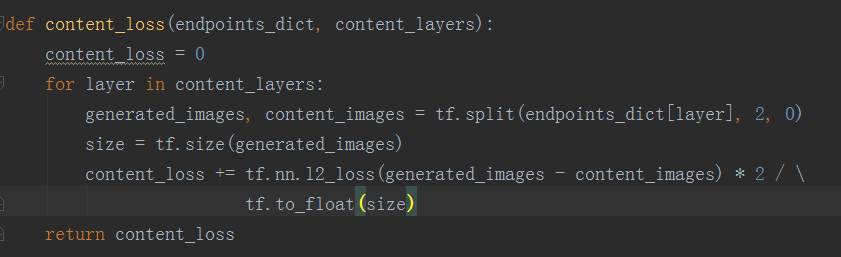 def content_loss(endpoints_dict, content_layers):
    content_loss = 0
    for layer in content_layers:
        generated_images, content_images = tf.split(endpoints_dict[layer], 2, 0)
        size = tf.size(generated_images)
        content_loss += tf.nn.l2_loss(generated_images - content_images) * 2 / \
                        tf.to_float(size)
    return content_loss